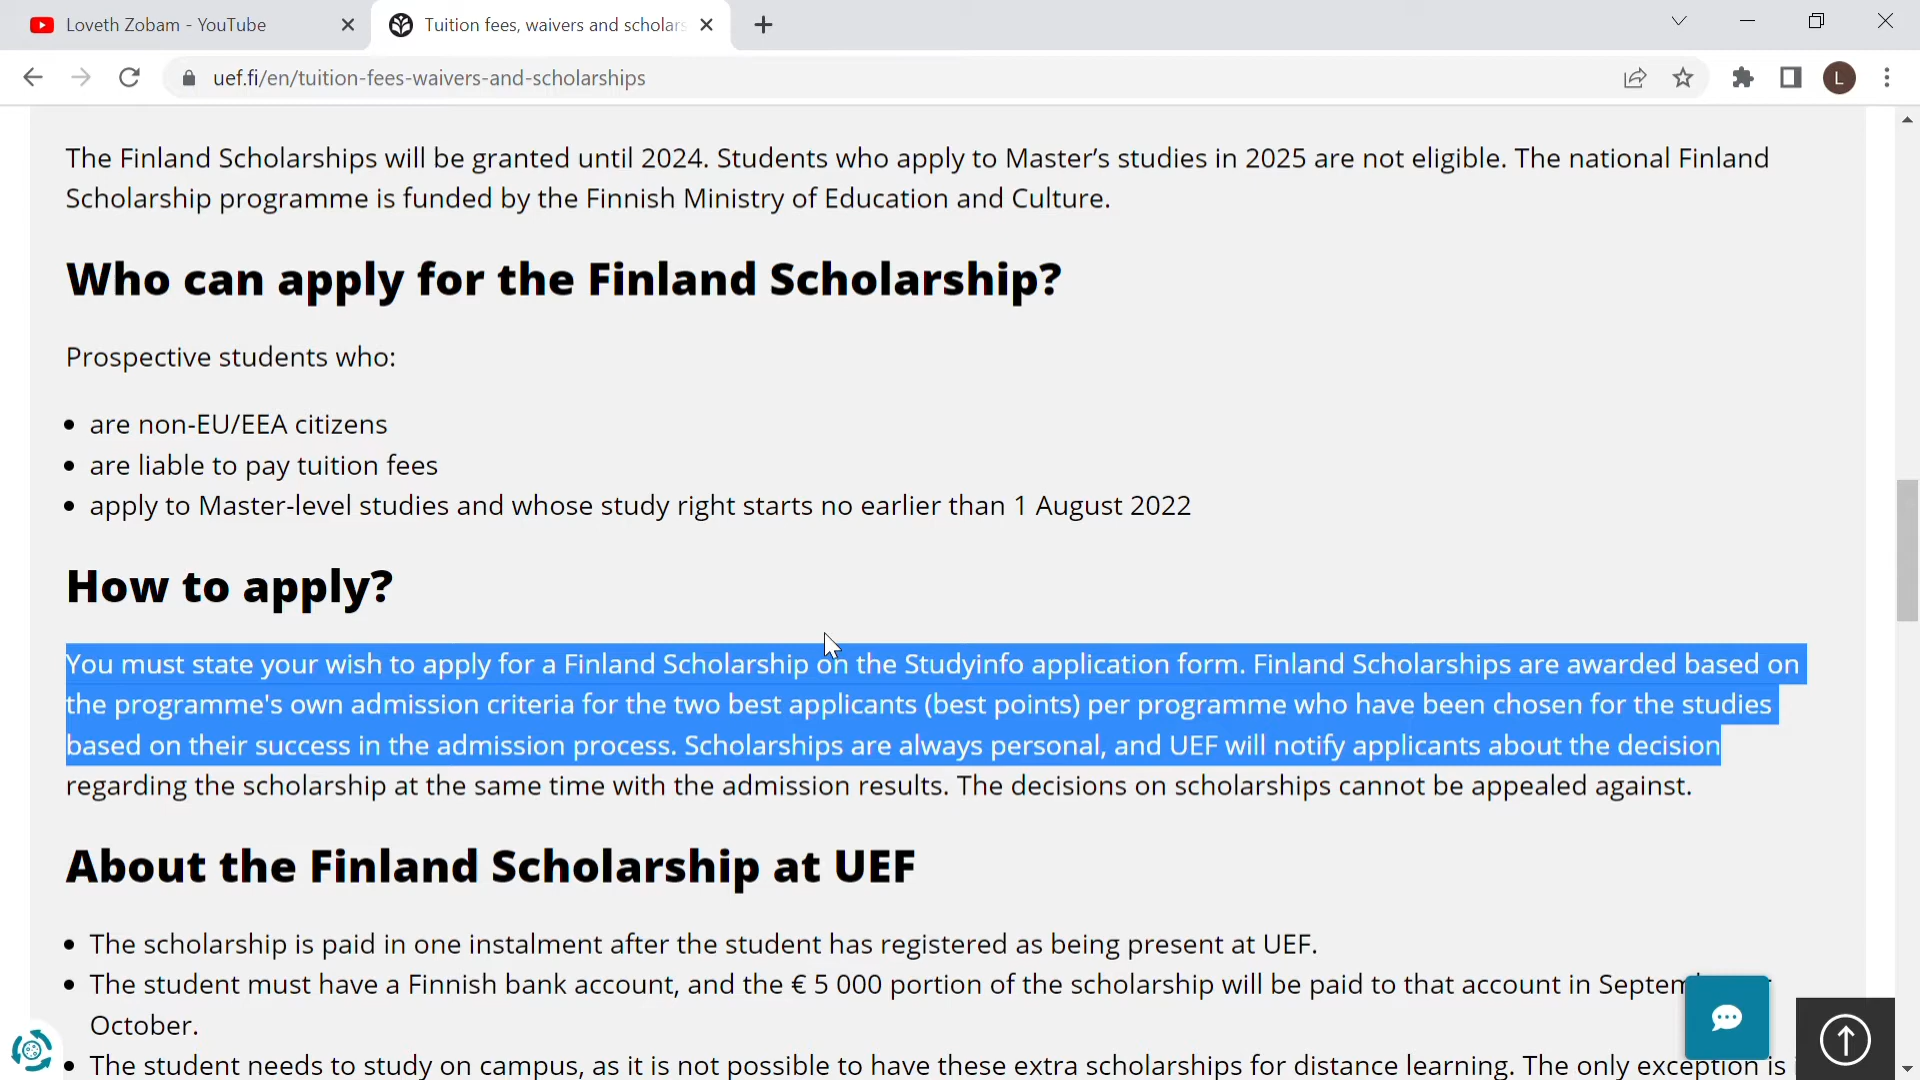 Loveth Zobam - YouTube
Tuition fees, waivers and scholars
uef.fi/en/tuition-fees-waivers-and-scholarships
L
The Finland Scholarships will be granted until 2024. Students who apply to Master’s studies in 2025 are not eligible. The national Finland
Scholarship programme is funded by the Finnish Ministry of Education and Culture.
Who can apply for the Finland Scholarship?
Prospective students who:
• are non-EU/EEA citizens
• are liable to pay tuition fees
• apply to Master-level studies and whose study right starts no earlier than 1 August 2022
How to apply?
You must state your wish to apply for a Finland Scholarship on the Studyinfo application form. Finland Scholarships are awarded based on
the programme's own admission criteria for the two best applicants (best points) per programme who have been chosen for the studies
based on their success in the admission process. Scholarships are always personal, and UEF will notify applicants about the decision
regarding the scholarship at the same time with the admission results. The decisions on scholarships cannot be appealed against.
About the Finland Scholarship at UEF
• The scholarship is paid in one instalment after the student has registered as being present at UEF.
• The student must have a Finnish bank account, and the € 5 000 portion of the scholarship will be paid to that account in
October.
• The student needs to study on campus, as it is not possible to have these extra scholarships for distance learning. The only exception is